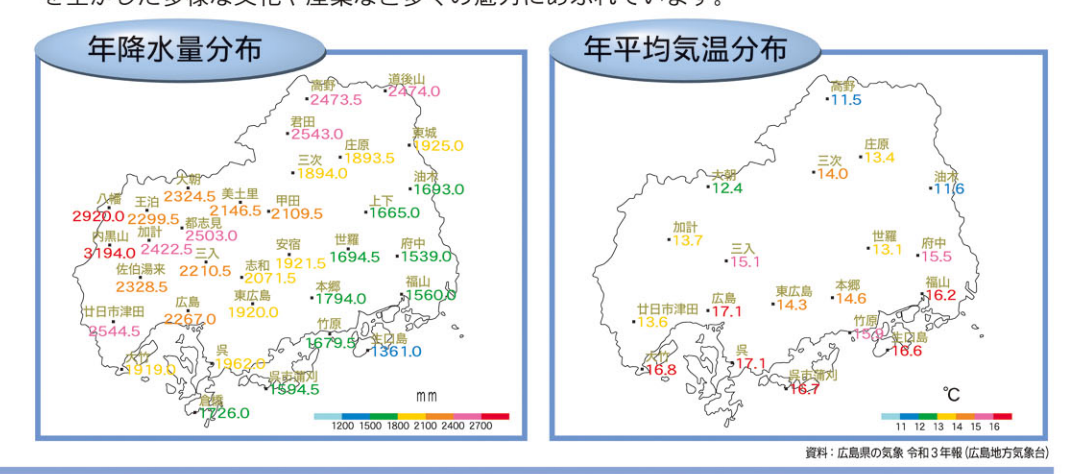 を生かした多様な文化や産業など多くの魅力にあふれています。
年降水量分布
高野
2473.5
道後山
2474.0
君田
2543.0
東城
1925.0
庄原
1893.5
三次
1894.0
油木
1693.0
大朝
2324.5
八幡
2920.0
王泊
2299.5
美土里
2146.5
甲田
2109.5
上下
1665.0
都志見
2503.0
内黒山
3194.0
加計
2422.5
三入
2210.5
安宿
1921.5
世羅
1694.5
府中
1539.0
佐伯湯来
2328.5
志和
2071.5
東広島
1920.0
本郷
1794.0
福山
1560.0
廿日市津田
2544.5
広島
2267.0
竹原
1679.5
生口島
1361.0
大竹
1919.0
呉
1962.0
呉市蒲刈
1594.5
倉橋
1726.0
mm
1200 1500 1800 2100 2400 2700
年平均気温分布
高野
11.5
庄原
13.4
三次
14.0
大朝
12.4
油木
11.6
加計
13.7
三入
15.1
世羅
13.1
府中
15.5
福山
16.2
東広島
14.3
本郷
14.6
広島
17.1
廿日市津田
13.6
竹原
生口島
16.6
大竹
16.8
呉
17.1
呉市蒲刈
16.7
℃
11 12 13 14 15 16
資料：広島県の気象 令和3年報（広島地方気象台）